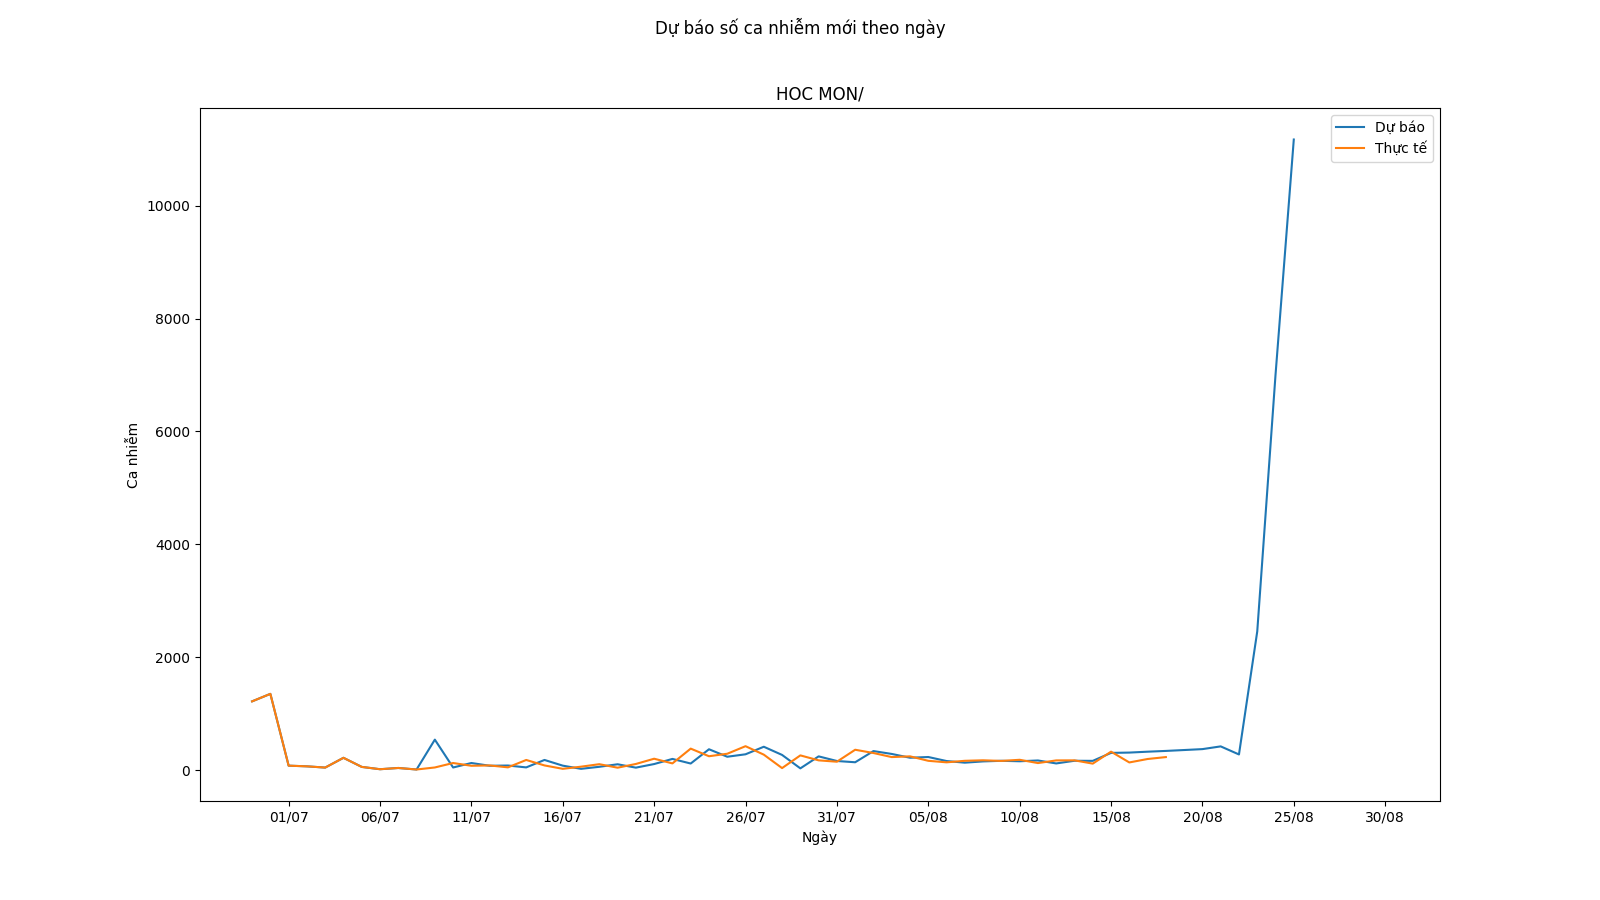 Dự báo số ca nhiễm mới theo ngày
HOC MON/
Dự báo
Thực tế
10000
8000
6000
4000
2000
0
Ca nhiễm
01/07 06/07 11/07 16/07 21/07 26/07 31/07 05/08 10/08 15/08 20/08 25/08 30/08
Ngày